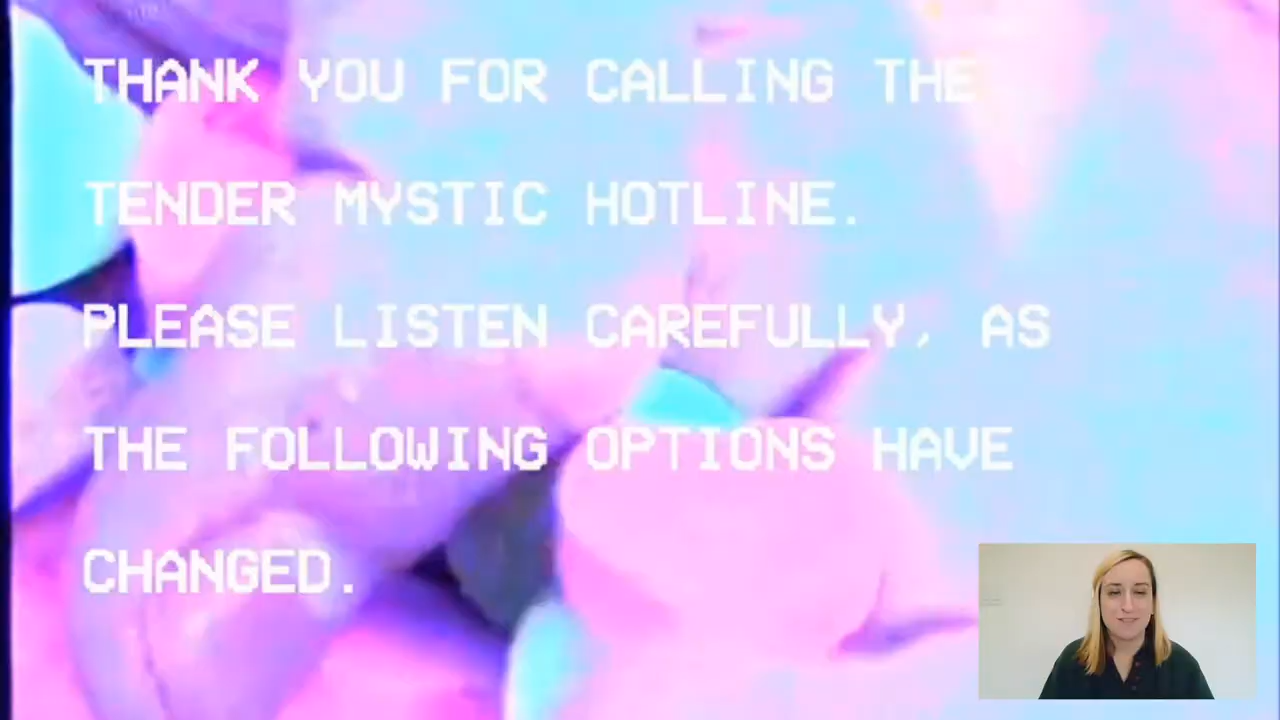 THANK YOU FOR CALLING THE
TENDER MYSTIC HOTLINE.
PLEASE LISTEN CAREFULLY, AS
THE FOLLOWING OPTIONS HAVE
CHANGED.